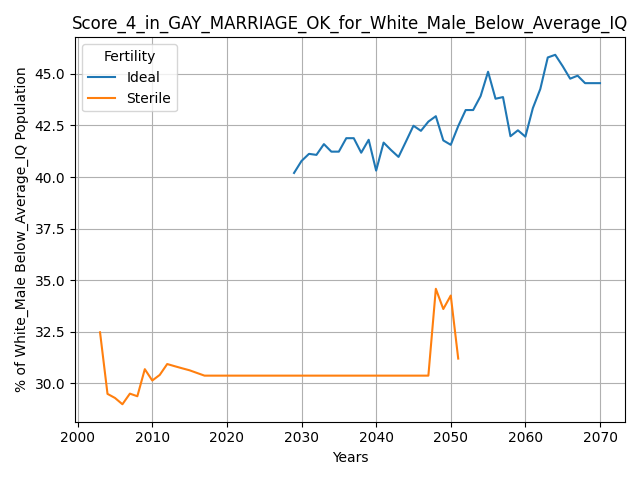 Score_4_in_GAY_MARRIAGE_OK_for_White_Male_Below_Average_IQ
Fertility
Ideal
Sterile
% of White_Male Below_Average_IQ Population
45.0
42.5
40.0
37.5
35.0
32.5
30.0
2000 2010 2020 2030 2040 2050 2060 2070
Years